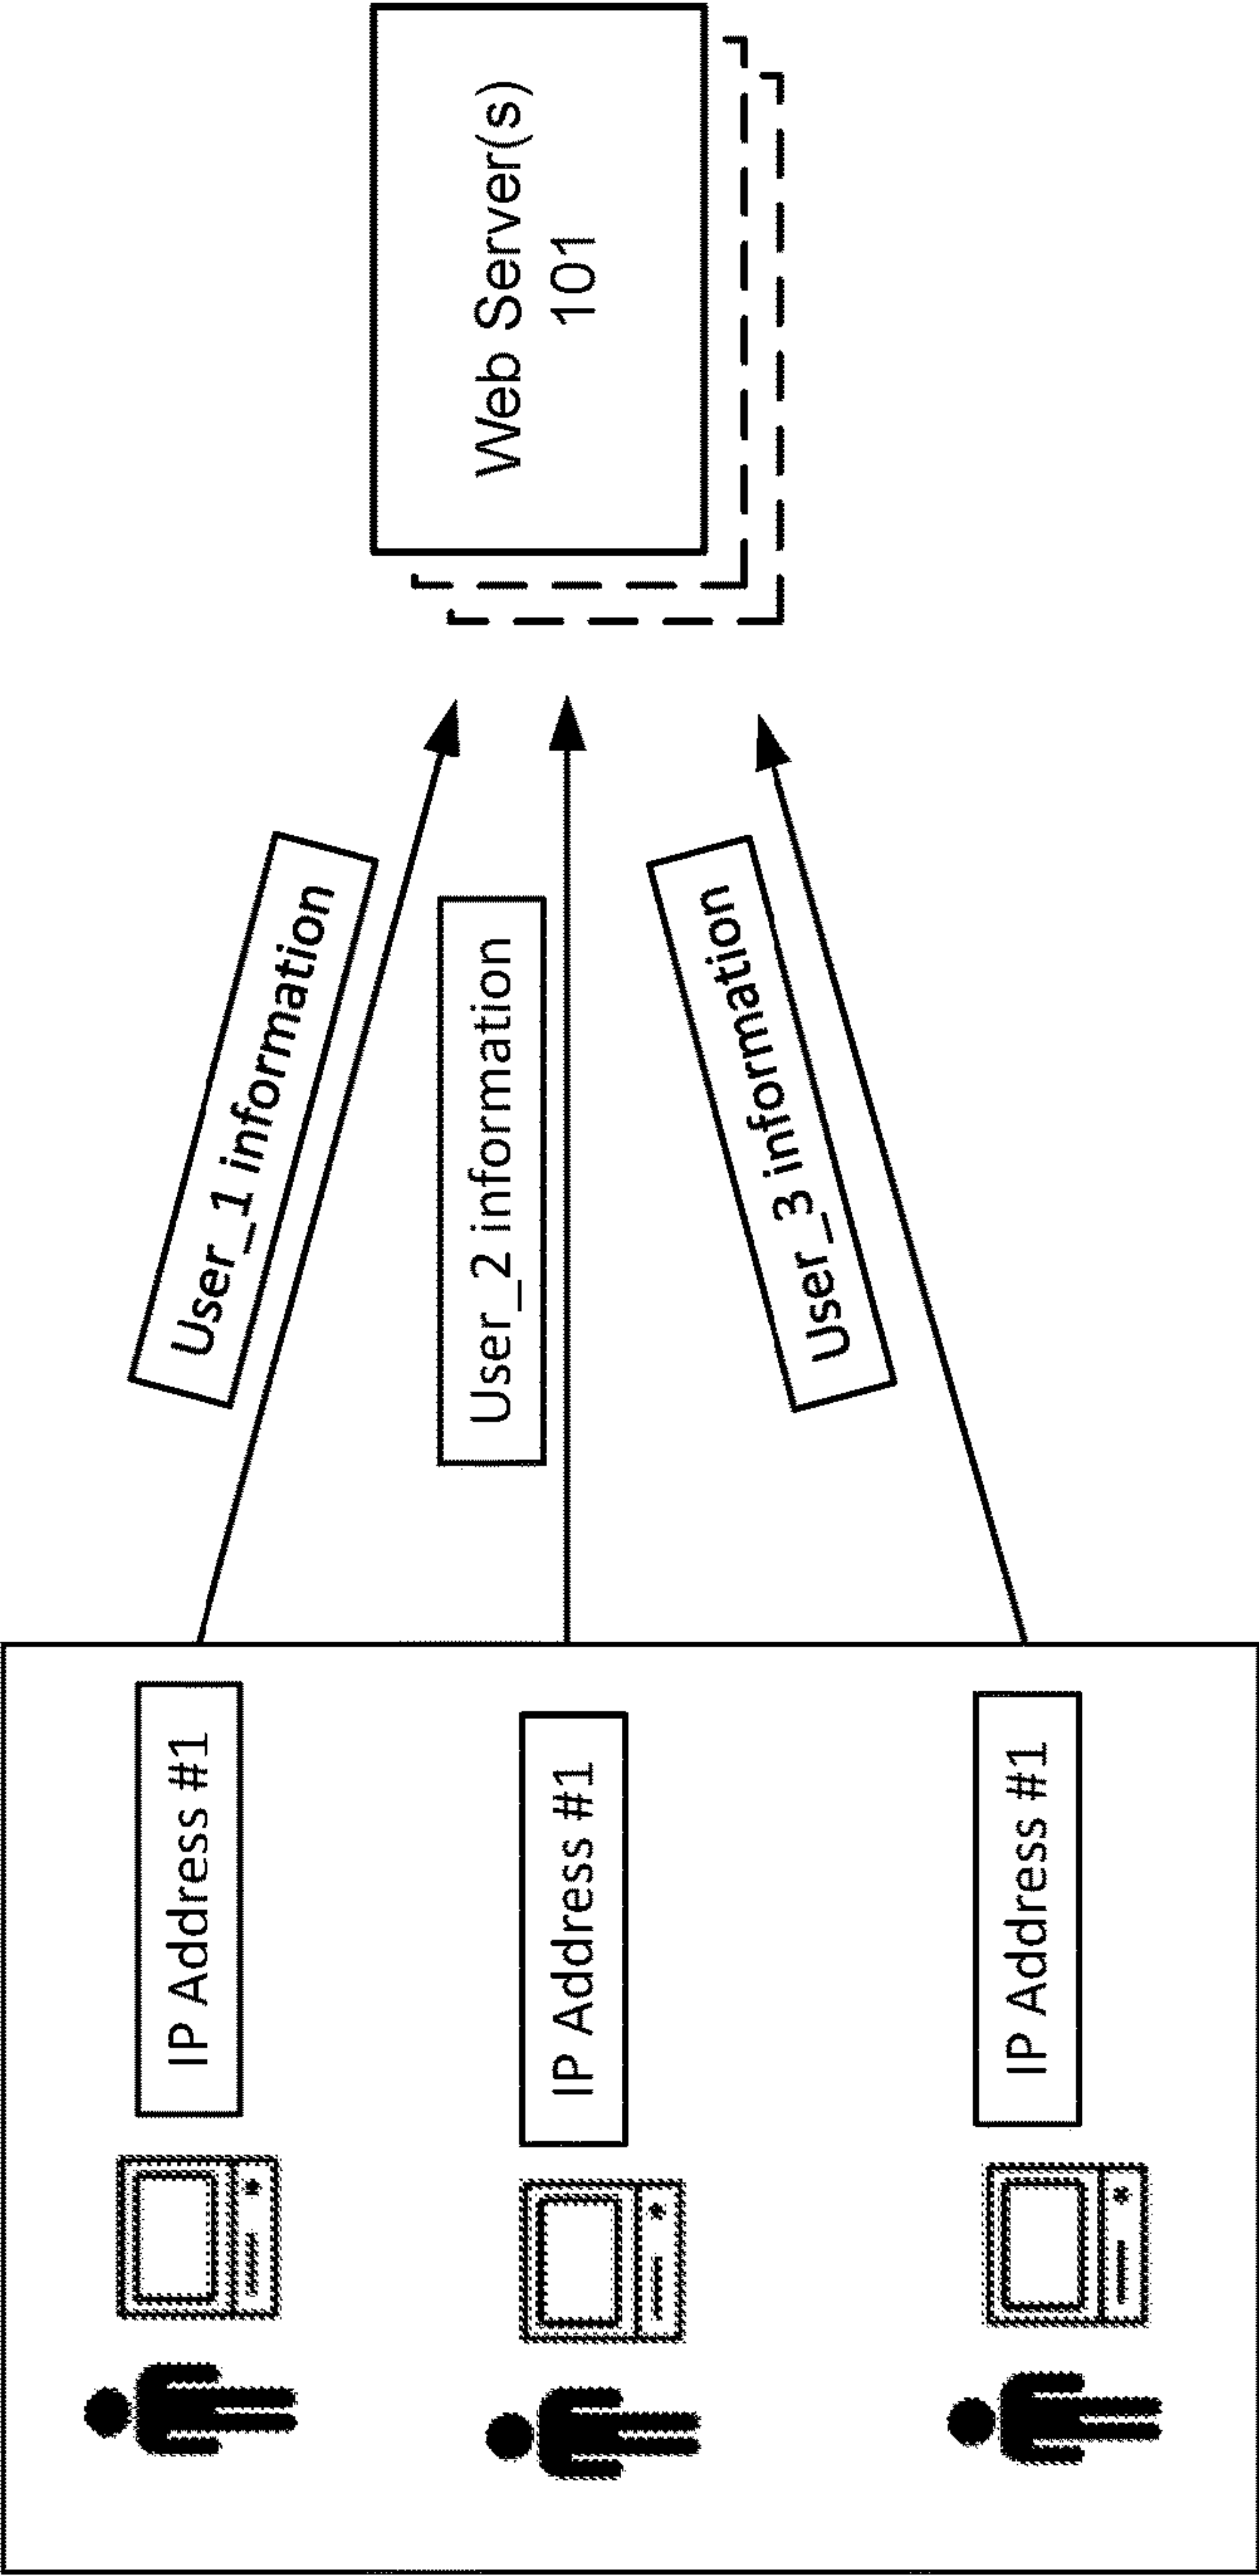 IP Address #1
User_1 information
IP Address #1
User_2 information
Web Server(s)
101
IP Address #1
User_3 information